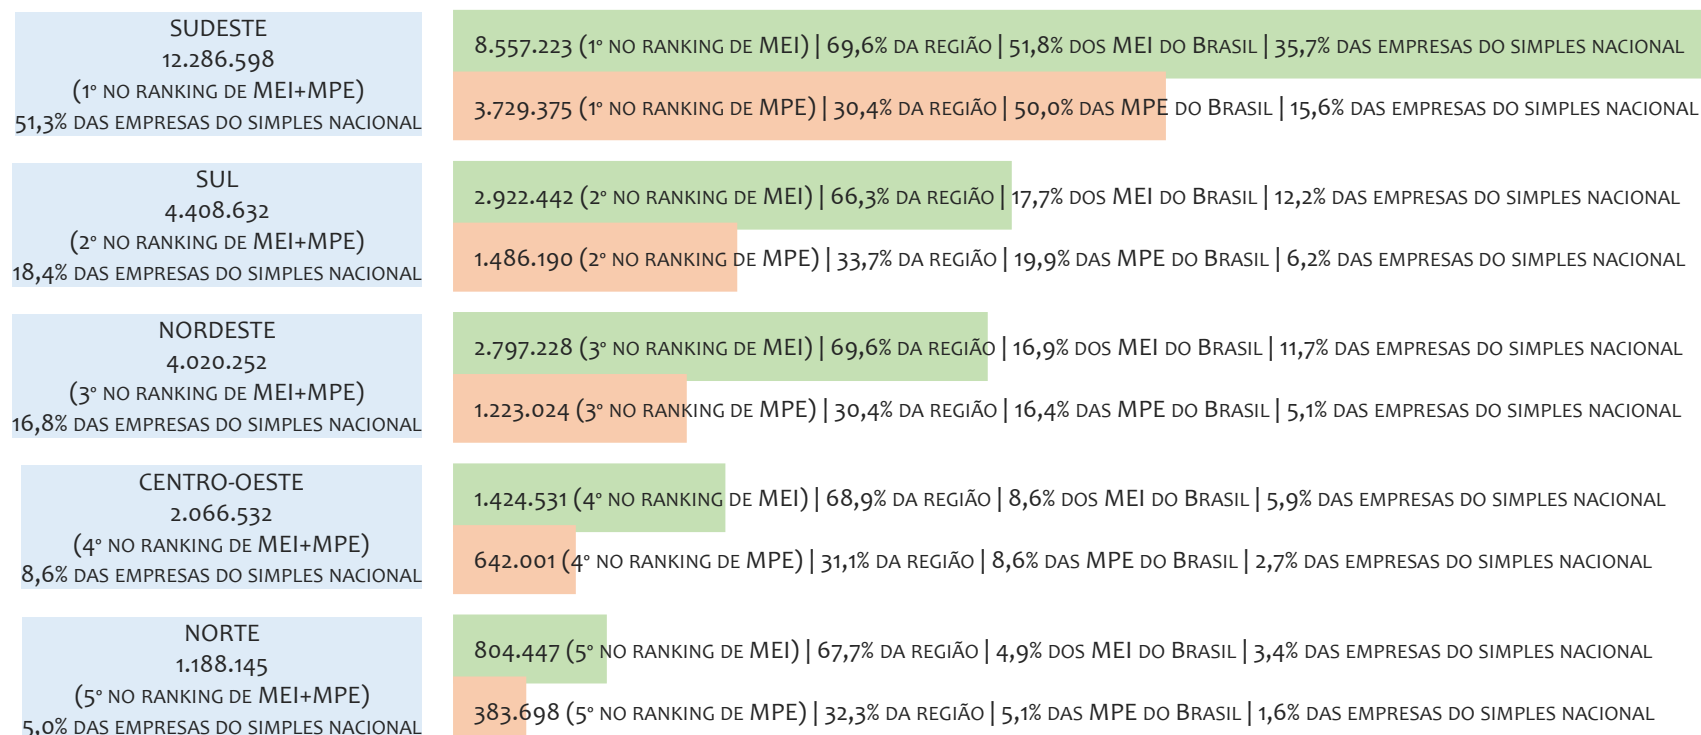 SUDESTE
12.286.598
(1° NO RANKING DE MEI+MPE)
51,3% DAS EMPRESAS DO SIMPLES NACIONAL
8.557.223 (1° NO RANKING DE MEI) | 69,6% DA REGIÃO | 51,8% DOS MEI DO BRASIL | 35,7% DAS EMPRESAS DO SIMPLES NACIONAL
3.729.375 (1° NO RANKING DE MPE) | 30,4% DA REGIÃO | 50,0% DAS MPE DO BRASIL | 15,6% DAS EMPRESAS DO SIMPLES NACIONAL
SUL
4.408.632
(2° NO RANKING DE MEI+MPE)
18,4% DAS EMPRESAS DO SIMPLES NACIONAL
2.922.442 (2° NO RANKING DE MEI) | 66,3% DA REGIÃO | 17,7% DOS MEI DO BRASIL | 12,2% DAS EMPRESAS DO SIMPLES NACIONAL
1.486.190 (2° NO RANKING DE MPE) | 33,7% DA REGIÃO | 19,9% DAS MPE DO BRASIL | 6,2% DAS EMPRESAS DO SIMPLES NACIONAL
NORDESTE
4.020.252
(3° NO RANKING DE MEI+MPE)
16,8% DAS EMPRESAS DO SIMPLES NACIONAL
2.797.228 (3° NO RANKING DE MEI) | 69,6% DA REGIÃO | 16,9% DOS MEI DO BRASIL | 11,7% DAS EMPRESAS DO SIMPLES NACIONAL
1.223.024 (3° NO RANKING DE MPE) | 30,4% DA REGIÃO | 16,4% DAS MPE DO BRASIL | 5,1% DAS EMPRESAS DO SIMPLES NACIONAL
CENTRO-OESTE
2.066.532
(4° NO RANKING DE MEI+MPE)
8,6% DAS EMPRESAS DO SIMPLES NACIONAL
1.424.531 (4° NO RANKING DE MEI) | 68,9% DA REGIÃO | 8,6% DOS MEI DO BRASIL | 5,9% DAS EMPRESAS DO SIMPLES NACIONAL
642.001 (4° NO RANKING DE MPE) | 31,1% DA REGIÃO | 8,6% DAS MPE DO BRASIL | 2,7% DAS EMPRESAS DO SIMPLES NACIONAL
NORTE
1.188.145
(5° NO RANKING DE MEI+MPE)
5,0% DAS EMPRESAS DO SIMPLES NACIONAL
804.447 (5° NO RANKING DE MEI) | 67,7% DA REGIÃO | 4,9% DOS MEI DO BRASIL | 3,4% DAS EMPRESAS DO SIMPLES NACIONAL
383.698 (5° NO RANKING DE MPE) | 32,3% DA REGIÃO | 5,1% DAS MPE DO BRASIL | 1,6% DAS EMPRESAS DO SIMPLES NACIONAL